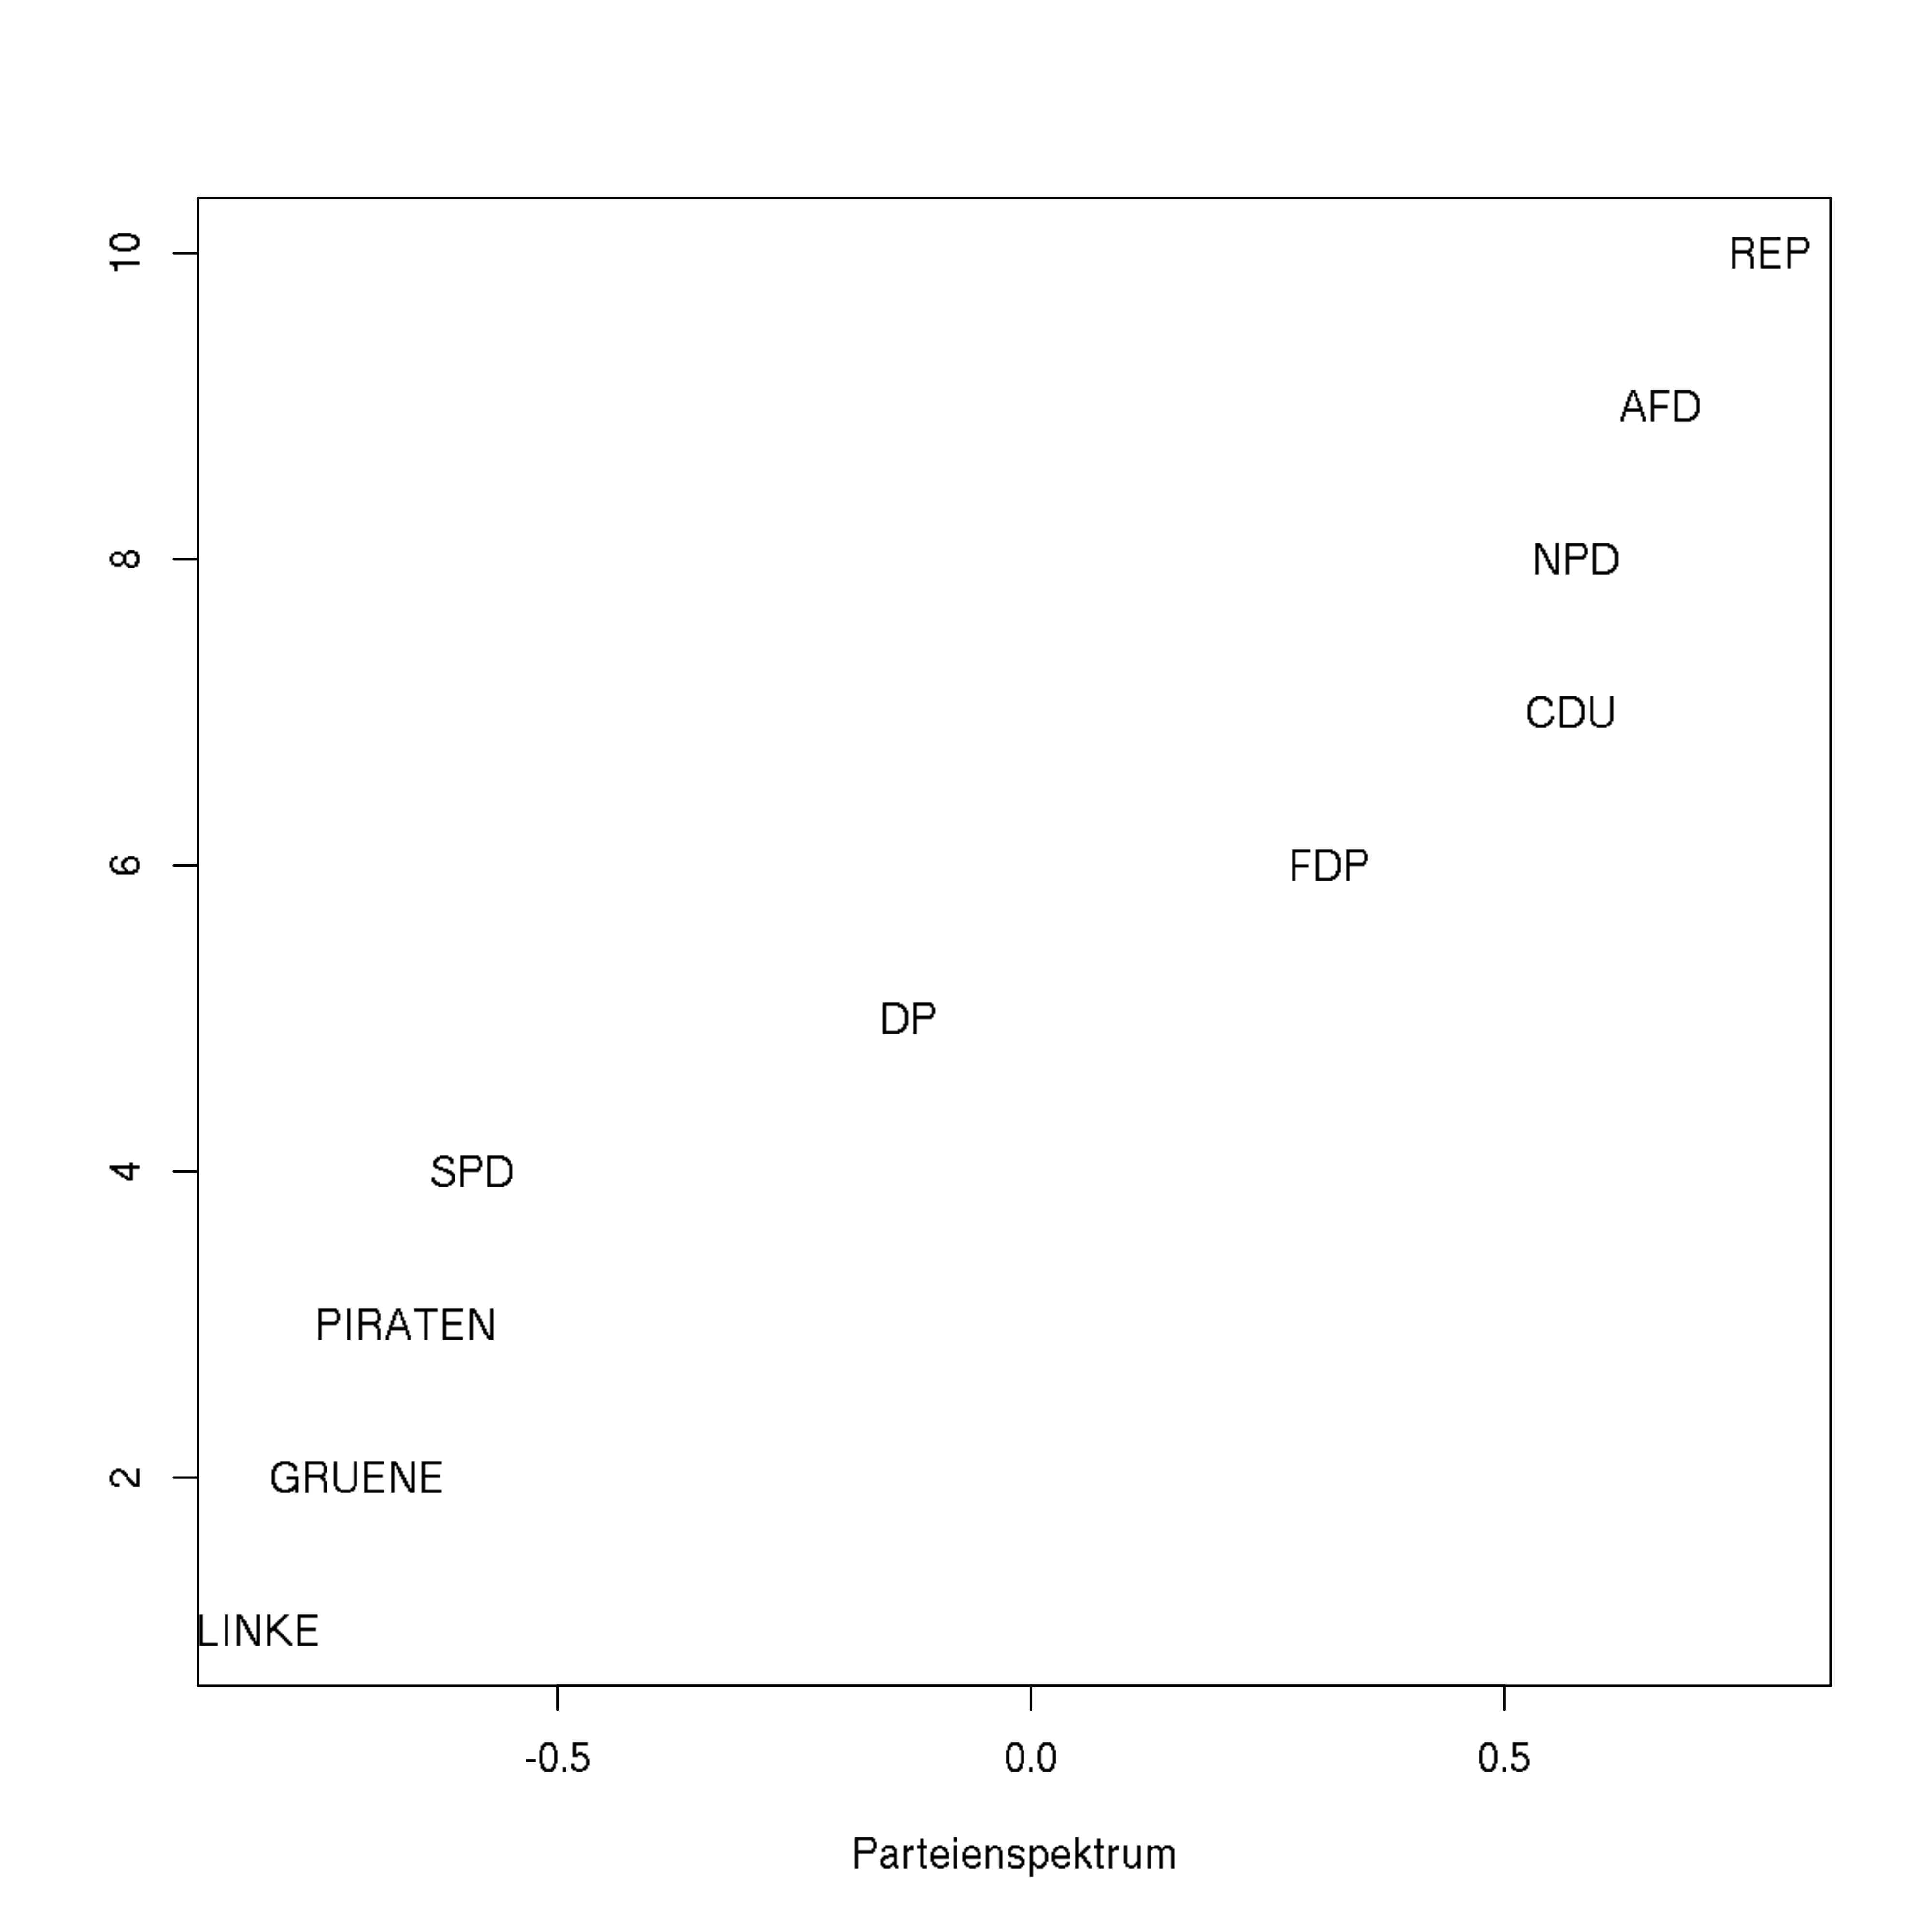 10
REP
AFD
8
NPD
CDU
6
FDP
DP
4
SPD
PIRATEN
2
GRUENE
LINKE
-0.5
0.0
0.5
Parteienspektrum